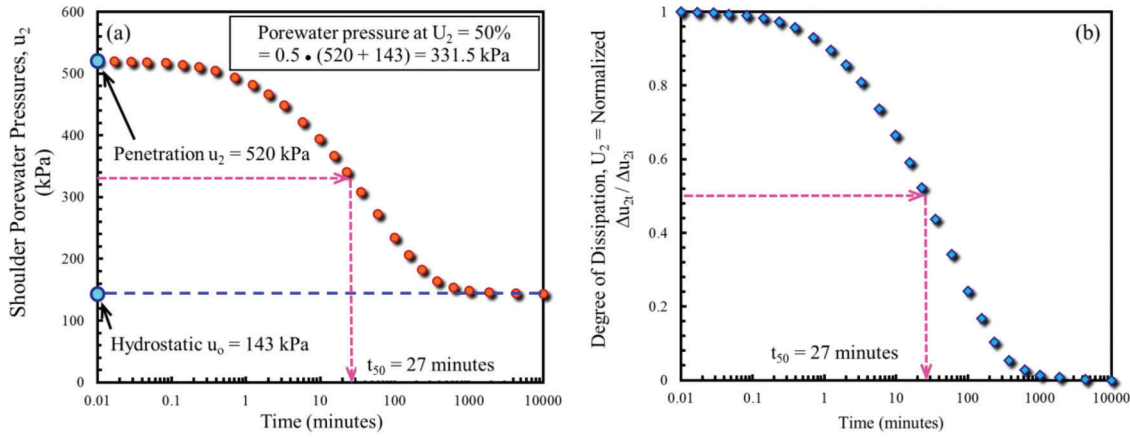 (a)
Porewater pressure at U2 = 50%
= 0.5 • (520 + 143) = 331.5 kPa
Shoulder Porewater Pressures, u2
(kPa)
600
500
400
300
200
100
0
Penetration u2 = 520 kPa
Hydrostatic uo = 143 kPa
t50 = 27 minutes
0.01
0.1
1
10
100
1000
10000
Time (minutes)
(b)
Degree of Dissipation, U2 = Normalized
Δu2t / Δu2i
1
0.8
0.6
0.4
0.2
0
t50 = 27 minutes
0.01
0.1
1
10
100
1000
10000
Time (minutes)